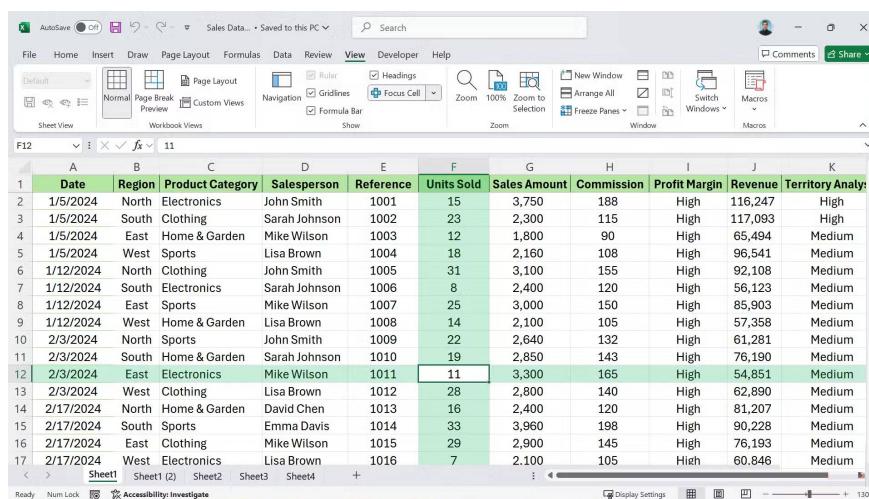 AutoSave Off Sales Data... • Saved to this PC Search
File Home Insert Draw Page Layout Formulas Data Review View Developer Help Comments Share
Default Normal Page Break Preview Page Layout Custom Views Navigation Ruler Gridlines Formula Bar Headings Focus Cell Zoom 100% Zoom to Selection New Window Arrange All Freeze Panes Switch Windows Macros
Sheet View Workbook Views Show Zoom Window Macros
F12 fx 11
A B C D E F G H I J K
1 Date Region Product Category Salesperson Reference Units Sold Sales Amount Commission Profit Margin Revenue Territory Analys
2 1/5/2024 North Electronics John Smith 1001 15 3,750 188 High 116,247 High
3 1/5/2024 South Clothing Sarah Johnson 1002 23 2,300 115 High 117,093 High
4 1/5/2024 East Home & Garden Mike Wilson 1003 12 1,800 90 High 65,494 Medium
5 1/5/2024 West Sports Lisa Brown 1004 18 2,160 108 High 96,541 Medium
6 1/12/2024 North Clothing John Smith 1005 31 3,100 155 High 92,108 Medium
7 1/12/2024 South Electronics Sarah Johnson 1006 8 2,400 120 High 56,123 Medium
8 1/12/2024 East Sports Mike Wilson 1007 25 3,000 150 High 85,903 Medium
9 1/12/2024 West Home & Garden Lisa Brown 1008 14 2,100 105 High 57,358 Medium
10 2/3/2024 North Sports John Smith 1009 22 2,640 132 High 61,281 Medium
11 2/3/2024 South Home & Garden Sarah Johnson 1010 19 2,850 143 High 76,190 Medium
12 2/3/2024 East Electronics Mike Wilson 1011 11 3,300 165 High 54,851 Medium
13 2/3/2024 West Clothing Lisa Brown 1012 28 2,800 140 High 62,890 Medium
14 2/17/2024 North Home & Garden David Chen 1013 16 2,400 120 High 81,207 Medium
15 2/17/2024 South Sports Emma Davis 1014 33 3,960 198 High 90,228 Medium
16 2/17/2024 East Clothing Mike Wilson 1015 29 2,900 145 High 76,193 Medium
17 2/17/2024 West Electronics Lisa Brown 1016 7 2,100 105 High 60,846 Medium
Sheet1 Sheet1 (2) Sheet2 Sheet3 Sheet4
Ready Num Lock Accessibility: Investigate Display Settings 130